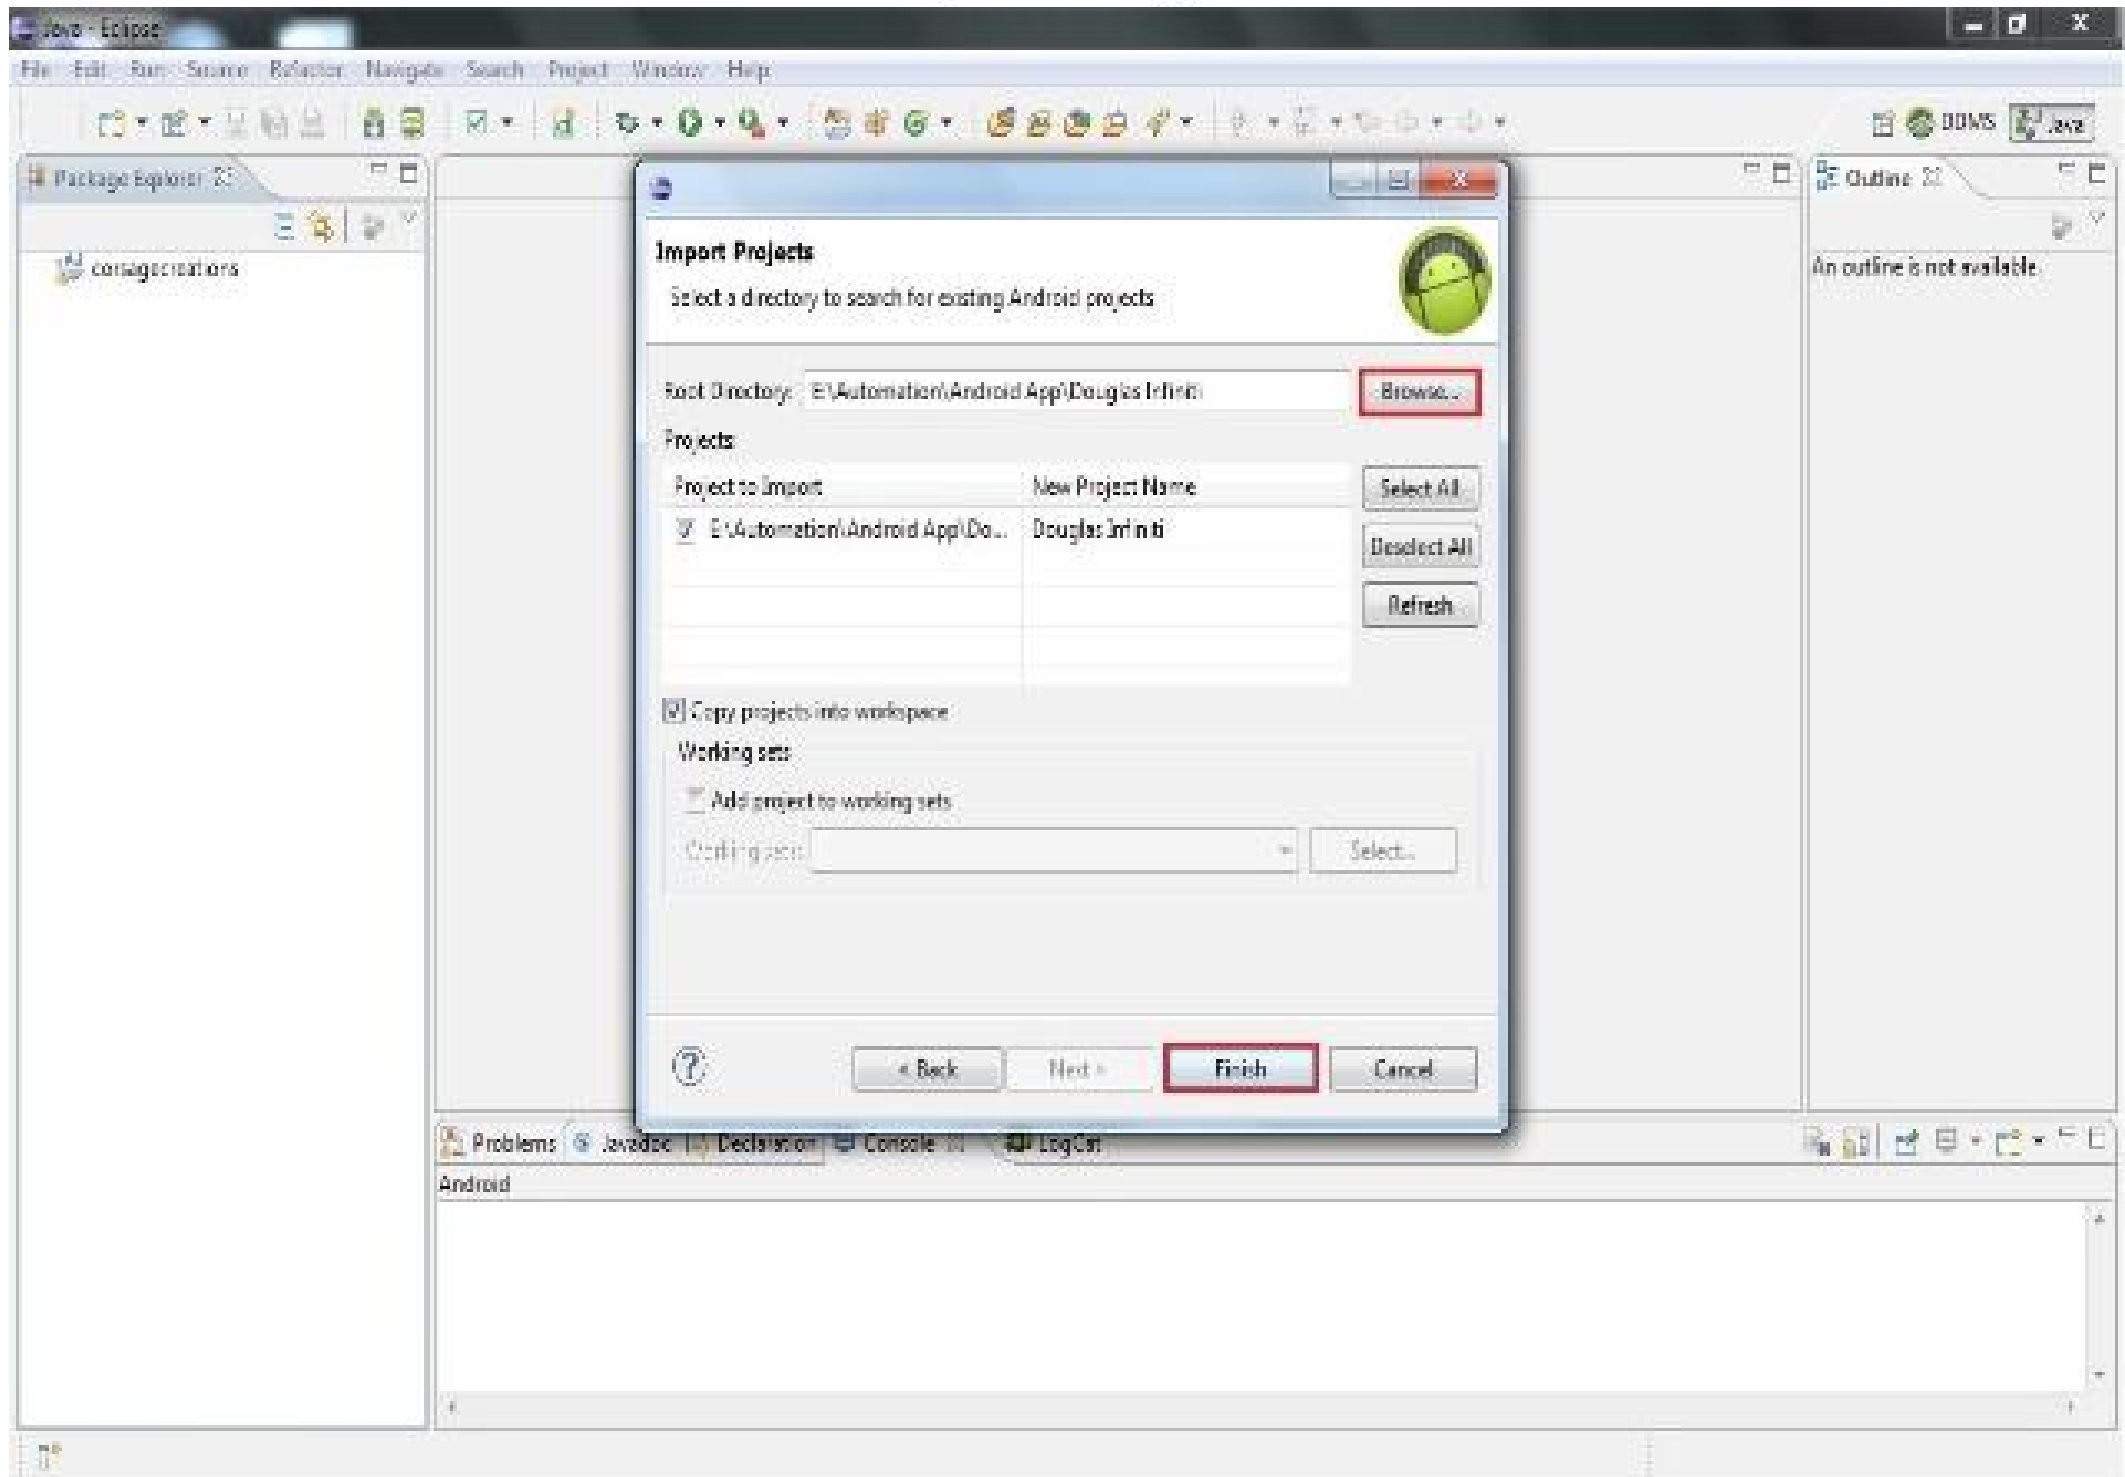 Java - Eclipse
File Edit Run Source Refactor Navigate Search Project Window Help
DDMS Java
Package Explorer
Outline
corsagecreations
An outline is not available.
Import Projects
Select a directory to search for existing Android projects
Root Directory: E:\Automation\Android App\Douglas Infiniti
Browse...
Projects
Project to Import New Project Name
Select All
E:\Automation\Android App\Do... Douglas Infiniti
Deselect All
Refresh
Copy projects into workspace
Working sets
Add project to working sets
Working sets:
Select...
< Back Next > Finish Cancel
Problems Javadoc Declaration Console LogCat
Android